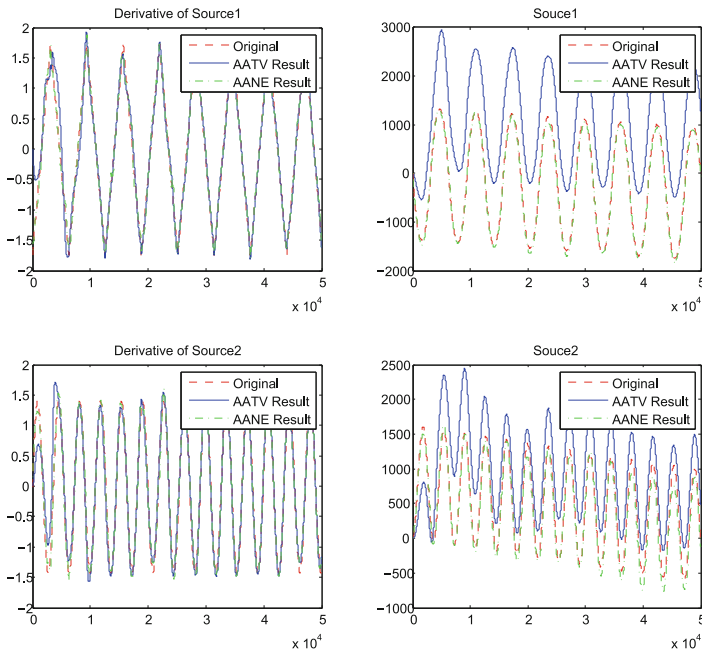 Derivative of Source1
2
1.5
1
0.5
0
−0.5
−1
−1.5
−2
0 1 2 3 4 5
x 10^4
Original
AATV Result
AANE Result
Souce1
3000
2000
1000
0
−1000
−2000
0 1 2 3 4 5
x 10^4
Original
AATV Result
AANE Result
Derivative of Source2
2
1.5
1
0.5
0
−0.5
−1
−1.5
−2
0 1 2 3 4 5
x 10^4
Original
AATV Result
AANE Result
Souce2
2500
2000
1500
1000
500
0
−500
−1000
0 1 2 3 4 5
x 10^4
Original
AATV Result
AANE Result